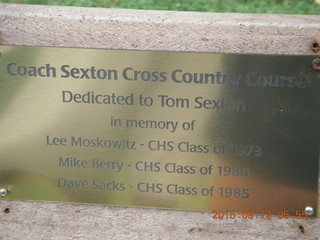 Coach Sexton Cross Country Course
Dedicated to Tom Sexton
in memory of
Lee Moskowitz - CHS Class of 1973
Mike Berry - CHS Class of 1980
Dave Sacks - CHS Class of 1985